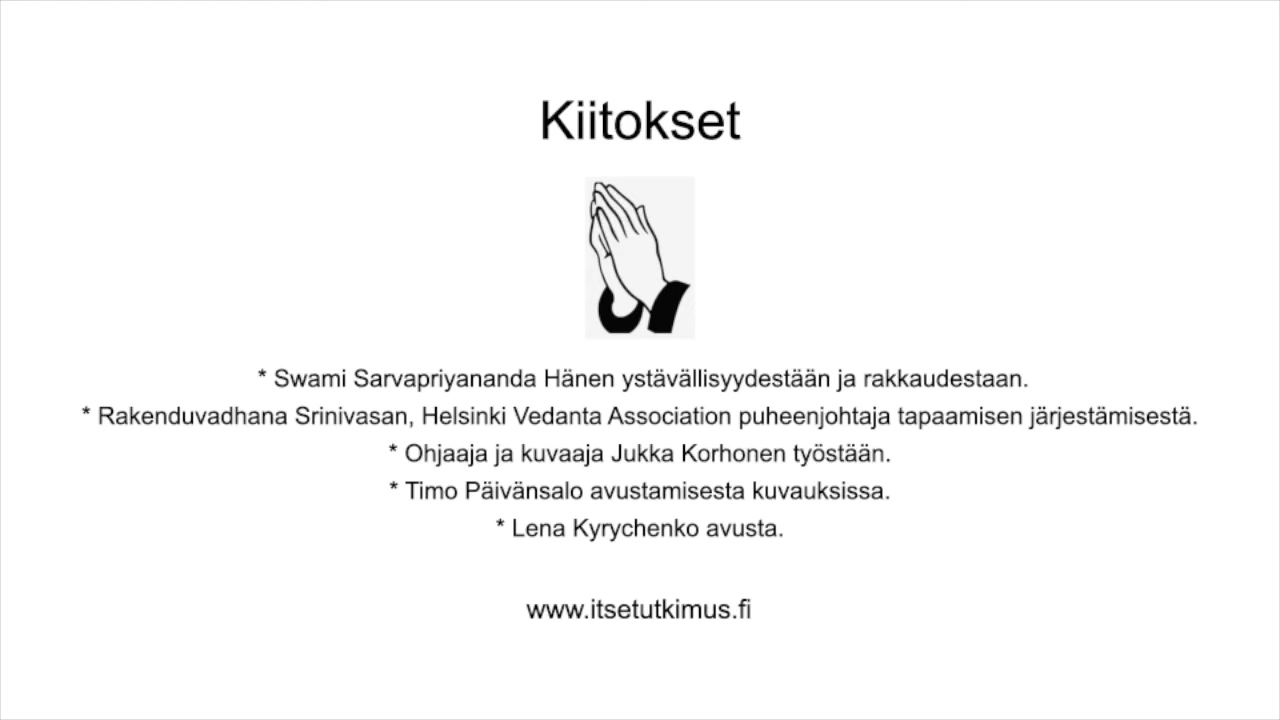 Kiitokset
* Swami Sarvapriyananda Hänen ystävällisyydestään ja rakkaudestaan.
* Rakenduvadhana Srinivasan, Helsinki Vedanta Association puheenjohtaja tapaamisen järjestämisestä.
* Ohjaaja ja kuvaaja Jukka Korhonen työstään.
* Timo Päivänsalo avustamisesta kuvauksissa.
* Lena Kyrychenko avusta.
www.itsetutkimus.fi